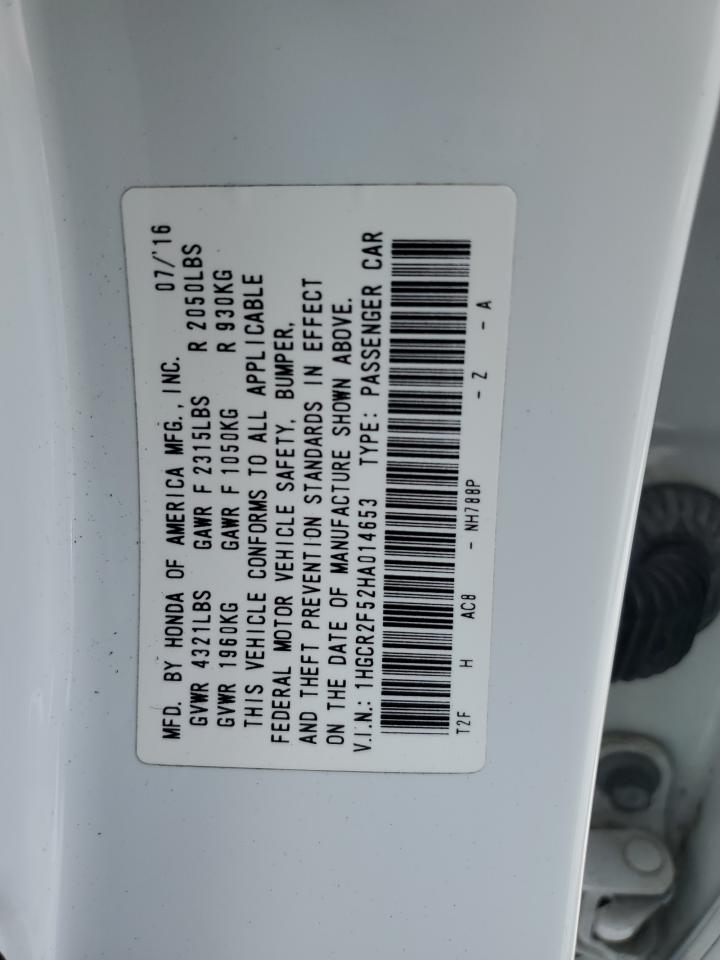 MFD. BY HONDA OF AMERICA MFG., INC. 07/'16
GVWR 4321LBS GAWR F 2315LBS R 2050LBS
GVWR 1960KG GAWR F 1050KG R 930KG
THIS VEHICLE CONFORMS TO ALL APPLICABLE
FEDERAL MOTOR VEHICLE SAFETY, BUMPER,
AND THEFT PREVENTION STANDARDS IN EFFECT
ON THE DATE OF MANUFACTURE SHOWN ABOVE.
V.I.N.: 1HGCR2F52HA014653 TYPE: PASSENGER CAR
T2F H AC8 - NH788P - Z - A